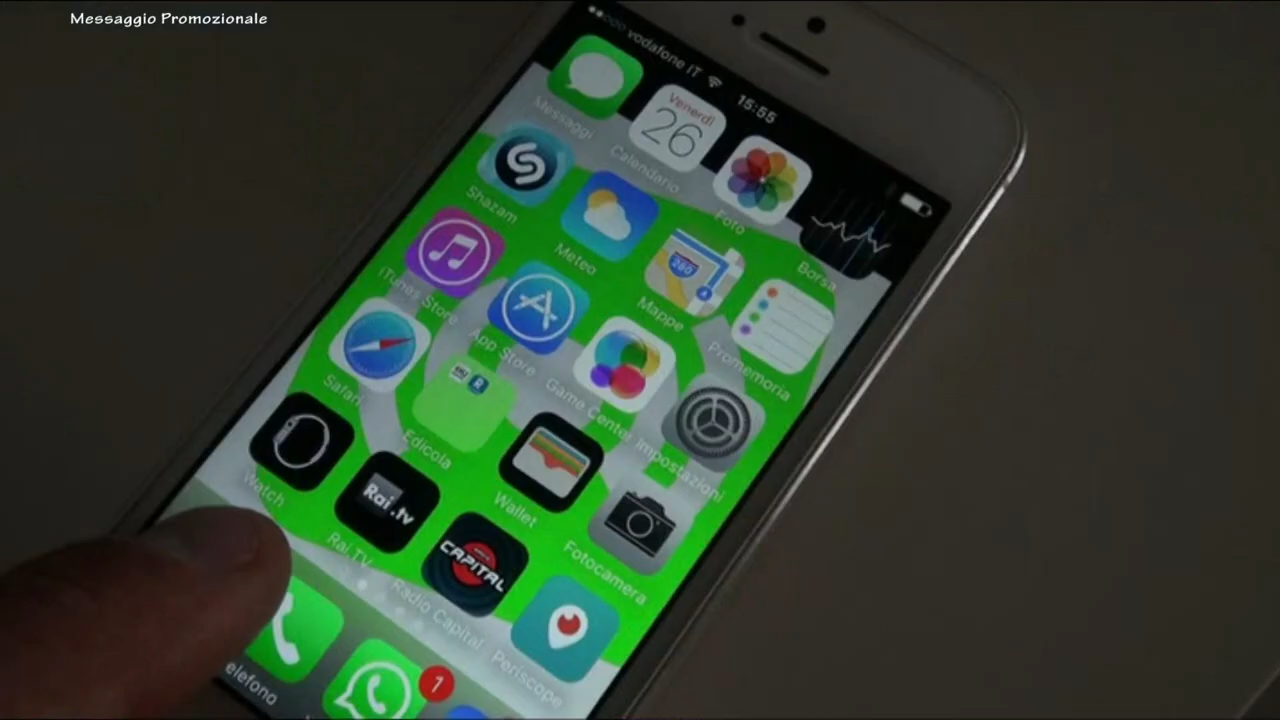 Messaggio Promozionale
vodafone IT
15:55
Messaggi
Venerdì
26
Calendario
Foto
Borsa
Shazam
Meteo
280
Mappe
Promemoria
iTunes Store
App Store
Game Center
Impostazioni
Safari
Edicola
Wallet
Fotocamera
Watch
Rai.tv
Rai.TV
CAPITAL
Radio Capital
Periscope
elefono
1